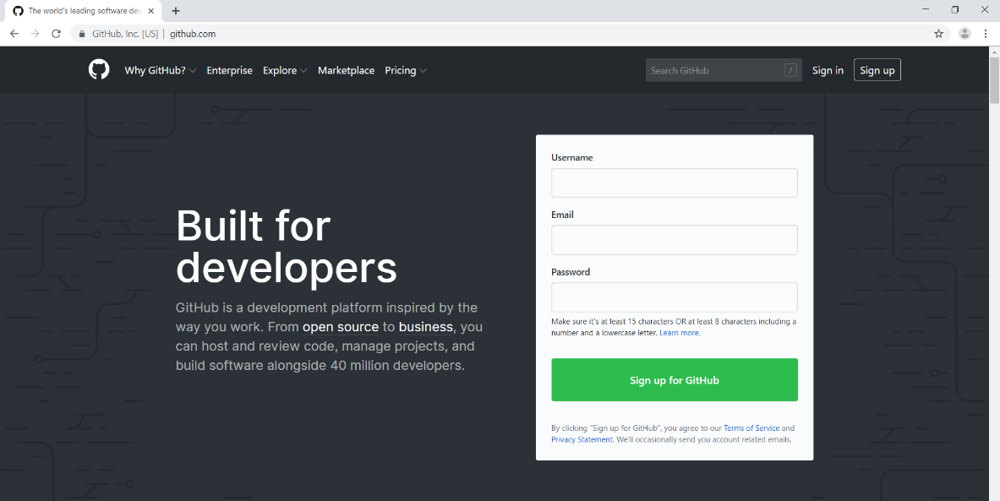 The world's leading software dev
GitHub, Inc. [US] | github.com
Why GitHub? Enterprise Explore Marketplace Pricing Search GitHub / Sign in Sign up
Built for
developers
GitHub is a development platform inspired by the
way you work. From open source to business, you
can host and review code, manage projects, and
build software alongside 40 million developers.
Username
Email
Password
Make sure it's at least 15 characters OR at least 8 characters including a
number and a lowercase letter. Learn more.
Sign up for GitHub
By clicking “Sign up for GitHub”, you agree to our Terms of Service and
Privacy Statement. We'll occasionally send you account related emails.